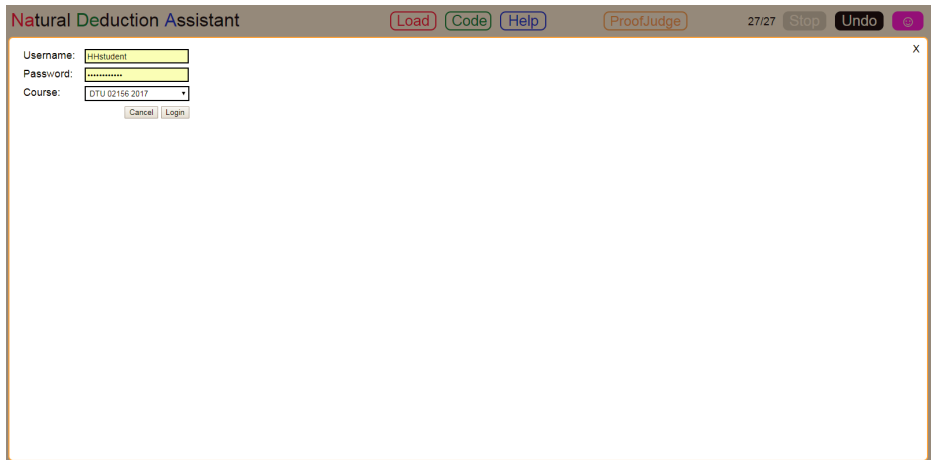 Natural Deduction Assistant Load Code Help ProofJudge 27/27 Stop Undo ☺
X
Username: HHstudent
Password: ••••••••••••
Course: DTU 02156 2017
Cancel Login